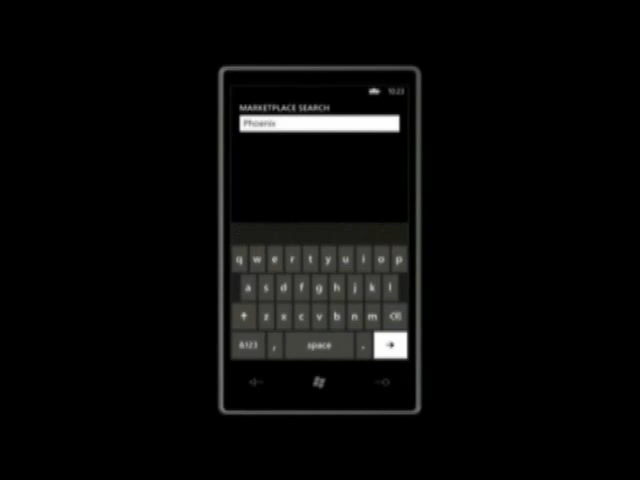 10:23
MARKETPLACE SEARCH
Phoenix
q w e r t y u i o p
a s d f g h j k l
z x c v b n m
&123 , space .